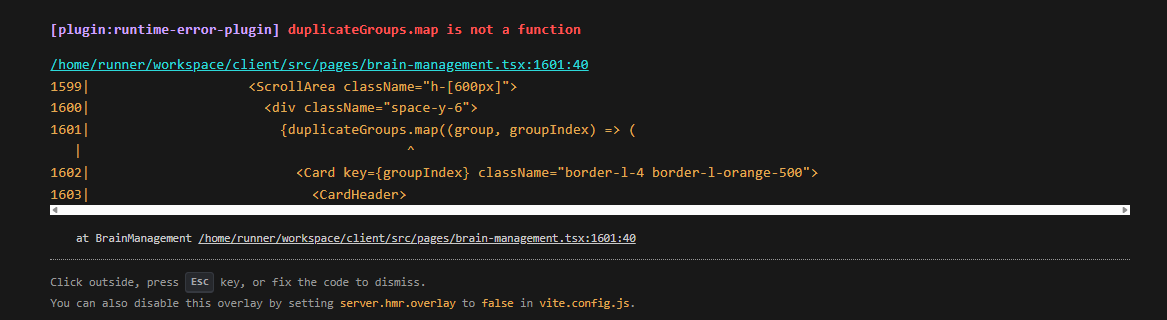 [plugin:runtime-error-plugin] duplicateGroups.map is not a function
/home/runner/workspace/client/src/pages/brain-management.tsx:1601:40
1599|                    <ScrollArea className="h-[600px]">
1600|                      <div className="space-y-6">
1601|                        {duplicateGroups.map((group, groupIndex) => (
   |                                        ^
1602|                          <Card key={groupIndex} className="border-l-4 border-l-orange-500">
1603|                            <CardHeader>
at BrainManagement /home/runner/workspace/client/src/pages/brain-management.tsx:1601:40
Click outside, press Esc key, or fix the code to dismiss.
You can also disable this overlay by setting server.hmr.overlay to false in vite.config.js.